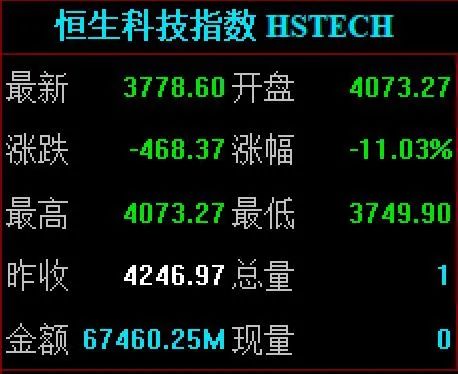 恒生科技指数 HSTECH
最新 3778.60 开盘 4073.27
涨跌 -468.37 涨幅 -11.03%
最高 4073.27 最低 3749.90
昨收 4246.97 总量 1
金额 67460.25M 现量 0